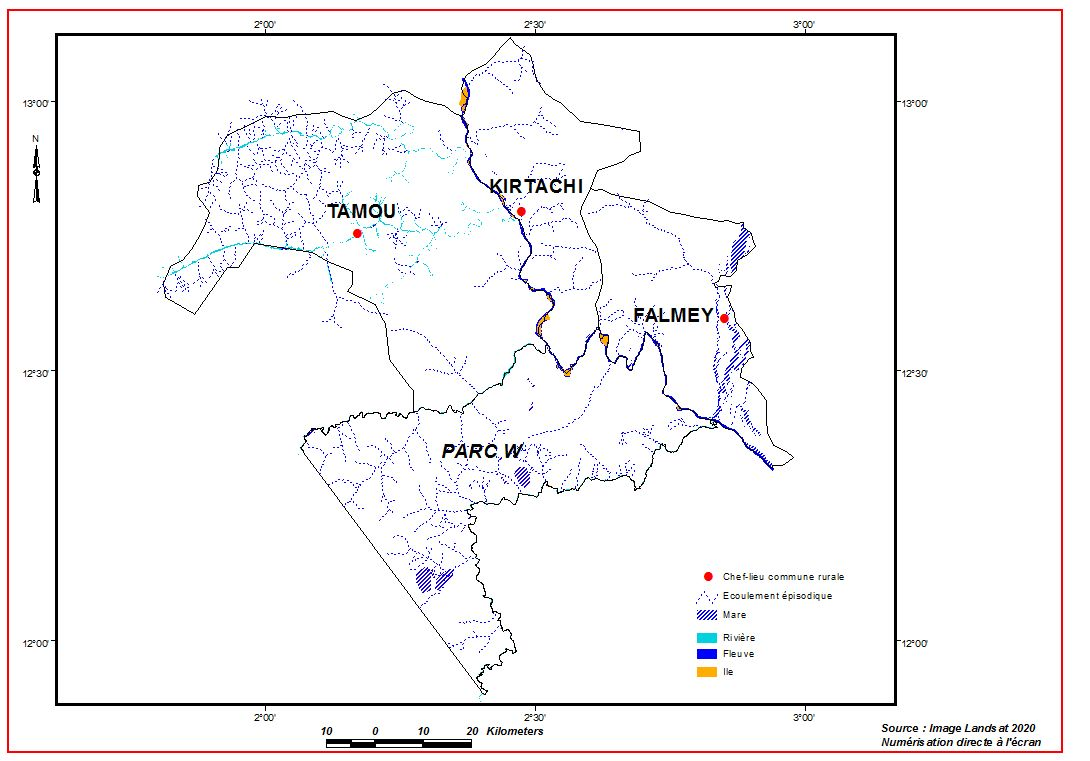 2°00' 2°30' 3°00'
13°00' 13°00'
N
KIRTACHI
TAMOU
FALMEY
12°30' 12°30'
PARC W
Chef-lieu commune rurale
Ecoulement épisodique
Mare
Rivière
Fleuve
Ile
12°00' 12°00'
2°00' 2°30' 3°00'
10 0 10 20 Kilometers
Source : Image Landsat 2020
Numérisation directe à l'écran